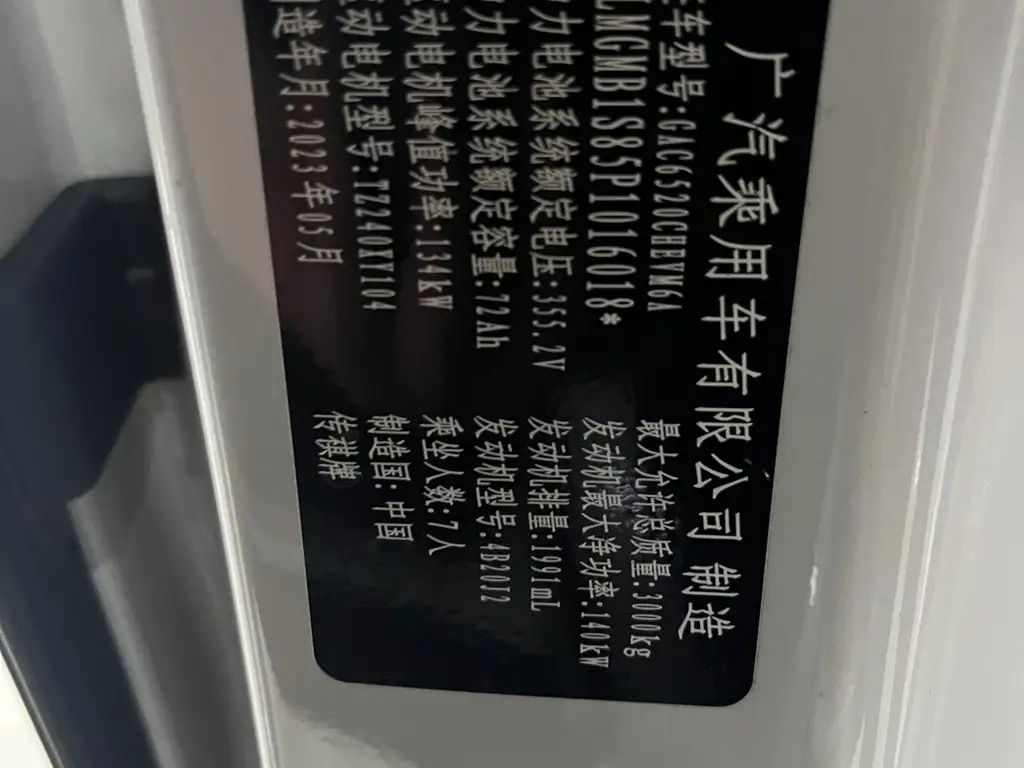 广汽乘用车有限公司 制造
车型号:GAC6520CHEVM6A
最大允许总质量:3000kg
LMGMB1S85P1016018*
发动机最大净功率:140kW
力电池系统额定电压:355.2V
发动机排量:1991mL
力电池系统额定容量:72Ah
发动机型号:4B20J2
动电机峰值功率:134kW
乘坐人数:7人
动电机型号:TZ240XY104
制造国:中国
造年月:2023年05月
传祺牌